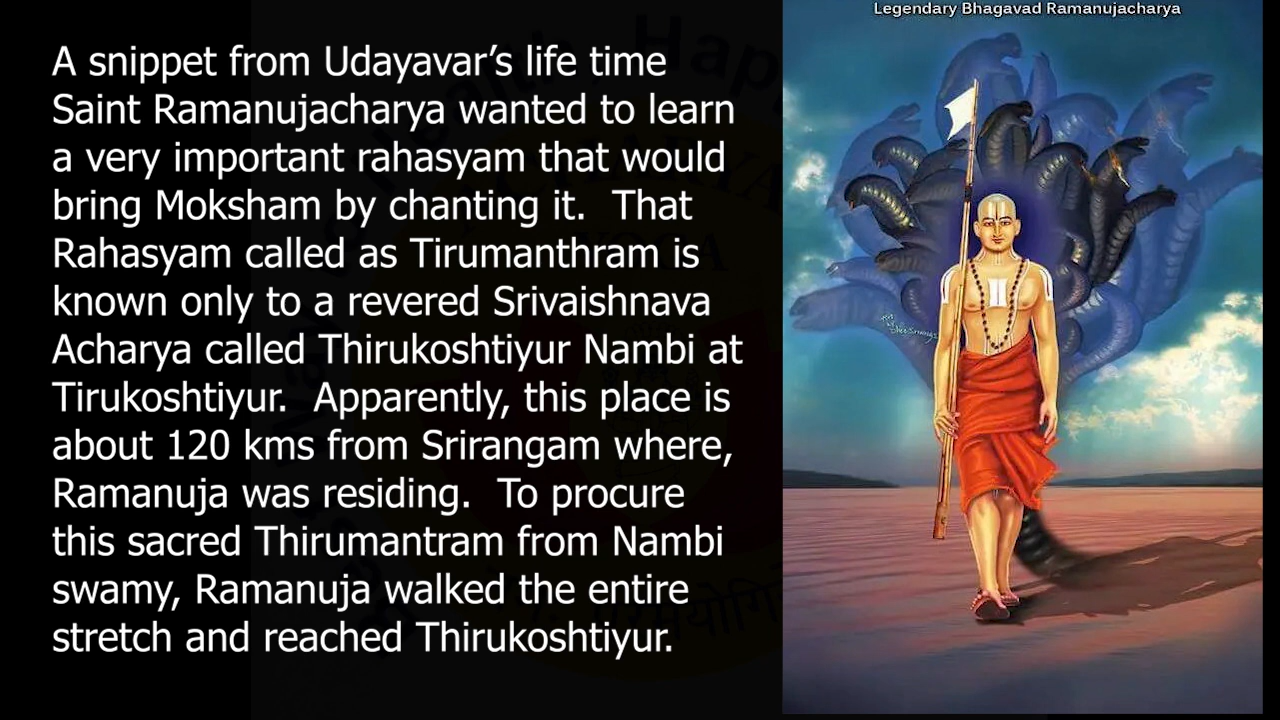 Legendary Bhagavad Ramanujacharya
A snippet from Udayavar’s life time
Saint Ramanujacharya wanted to learn
a very important rahasyam that would
bring Moksham by chanting it.  That
Rahasyam called as Tirumanthram is
known only to a revered Srivaishnava
Acharya called Thirukoshtiyur Nambi at
Tirukoshtiyur.  Apparently, this place is
about 120 kms from Srirangam where,
Ramanuja was residing.  To procure
this sacred Thirumantram from Nambi
swamy, Ramanuja walked the entire
stretch and reached Thirukoshtiyur.